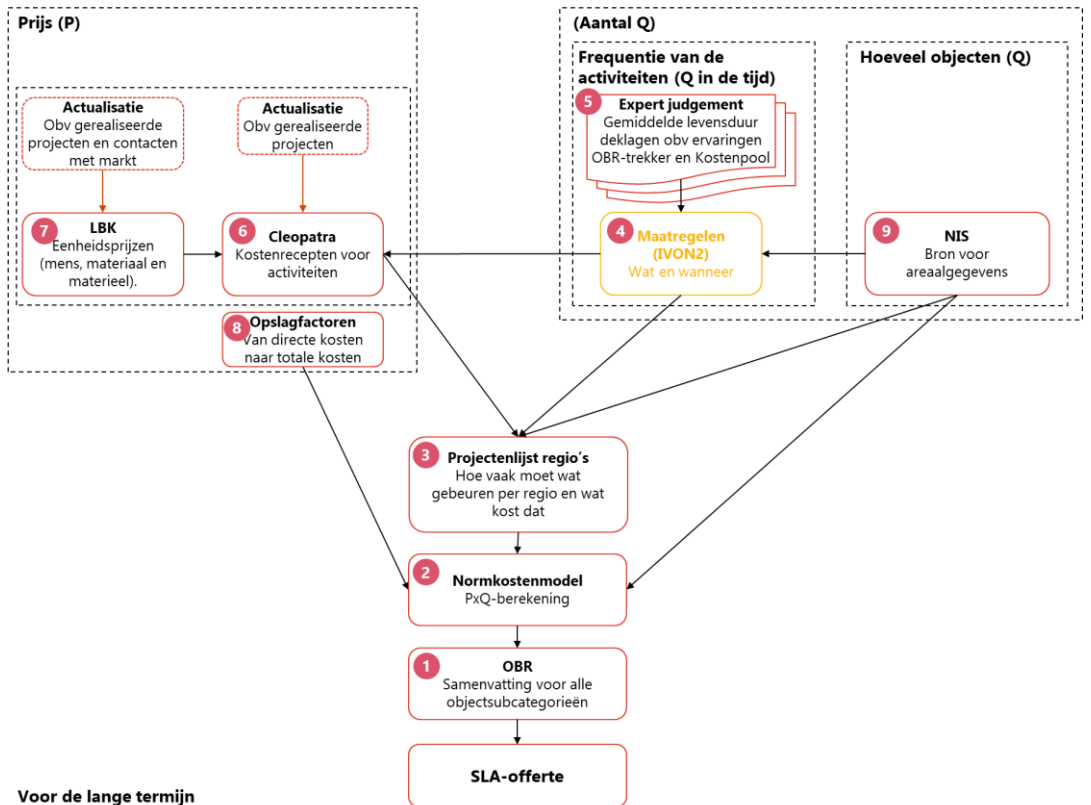 Prijs (P)
(Aantal Q)
Frequentie van de
activiteiten (Q in de tijd)
Hoeveel objecten (Q)
Actualisatie
Obv gerealiseerde
projecten en contacten
met markt
Actualisatie
Obv gerealiseerde
projecten
5
Expert judgement
Gemiddelde levensduur
deklagen obv ervaringen
OBR-trekker en Kostenpool
7
LBK
Eenheidsprijzen
(mens, materiaal en
materieel).
6
Cleopatra
Kostenrecepten voor
activiteiten
4
Maatregelen
(IVON2)
Wat en wanneer
9
NIS
Bron voor
areaalgegevens
8
Opslagfactoren
Van directe kosten
naar totale kosten
3
Projectenlijst regio's
Hoe vaak moet wat
gebeuren per regio en wat
kost dat
2
Normkostenmodel
PxQ-berekening
1
OBR
Samenvatting voor alle
objectsubcategorieën
SLA-offerte
Voor de lange termijn